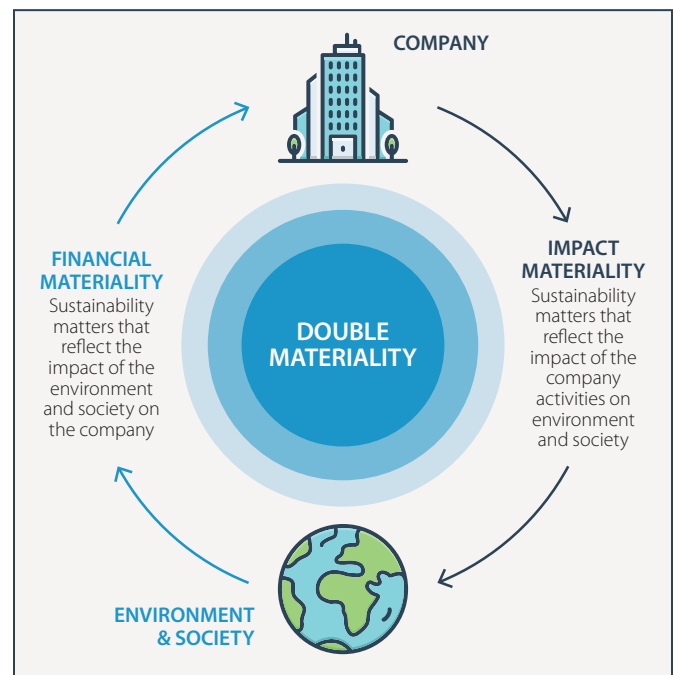 COMPANY
FINANCIAL
MATERIALITY
Sustainability
matters that
reflect the
impact of the
environment
and society on
the company
DOUBLE
MATERIALITY
IMPACT
MATERIALITY
Sustainability
matters that
reflect the
impact of the
company
activities on
environment
and society
ENVIRONMENT
& SOCIETY